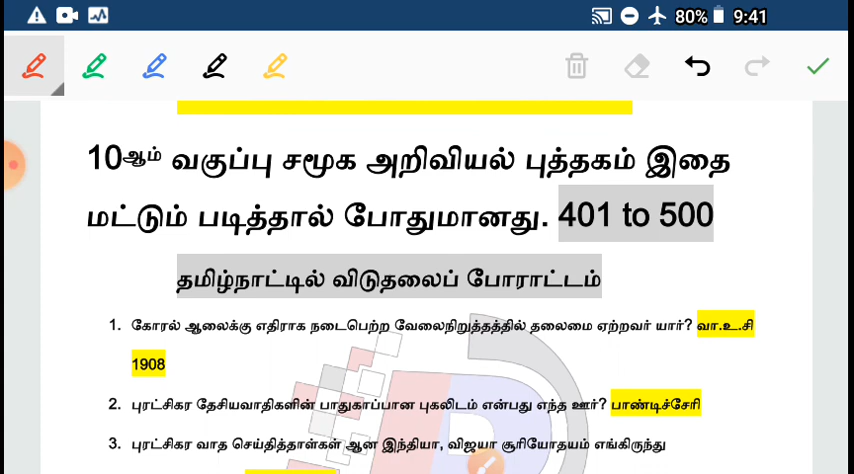 80% 9:41
10ஆம் வகுப்பு சமூக அறிவியல் புத்தகம் இதை
மட்டும் படித்தால் போதுமானது. 401 to 500
தமிழ்நாட்டில் விடுதலைப் போராட்டம்
1. கோரல் ஆலைக்கு எதிராக நடைபெற்ற வேலைநிறுத்தத்தில் தலைமை ஏற்றவர் யார்? வா.உ.சி
1908
2. புரட்சிகர தேசியவாதிகளின் பாதுகாப்பான புகலிடம் என்பது எந்த ஊர்? பாண்டிச்சேரி
3. புரட்சிகர வாத செய்தித்தாள்கள் ஆன இந்தியா, விஜயா சூரியோதயம் எங்கிருந்து